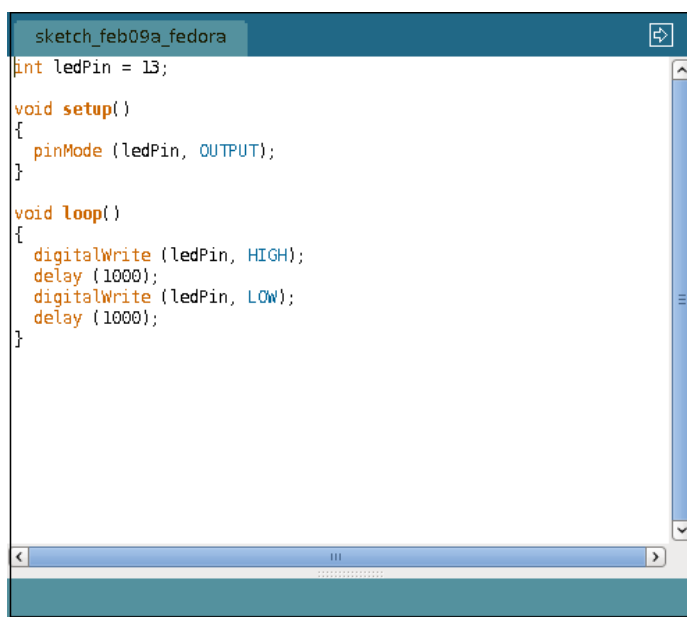 sketch_feb09a_fedora
int ledPin = 13;
void setup()
{
  pinMode (ledPin, OUTPUT);
}
void loop()
{
  digitalWrite (ledPin, HIGH);
  delay (1000);
  digitalWrite (ledPin, LOW);
  delay (1000);
}